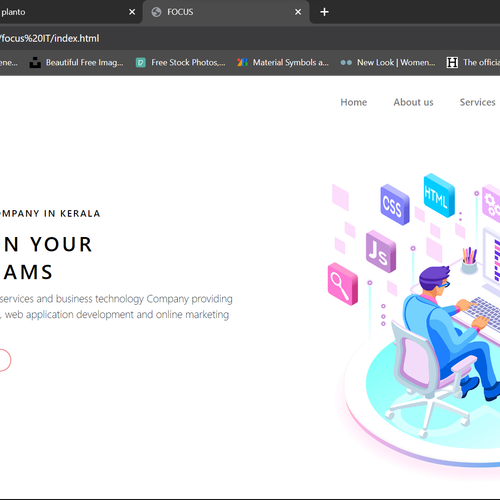 planto
FOCUS
/focus%20IT/index.html
ene...
Beautiful Free Imag...
Free Stock Photos,...
Material Symbols a...
New Look | Women...
The officia
Home
About us
Services
OMPANY IN KERALA
N YOUR
AMS
services and business technology Company providing
, web application development and online marketing
CSS
HTML
JS